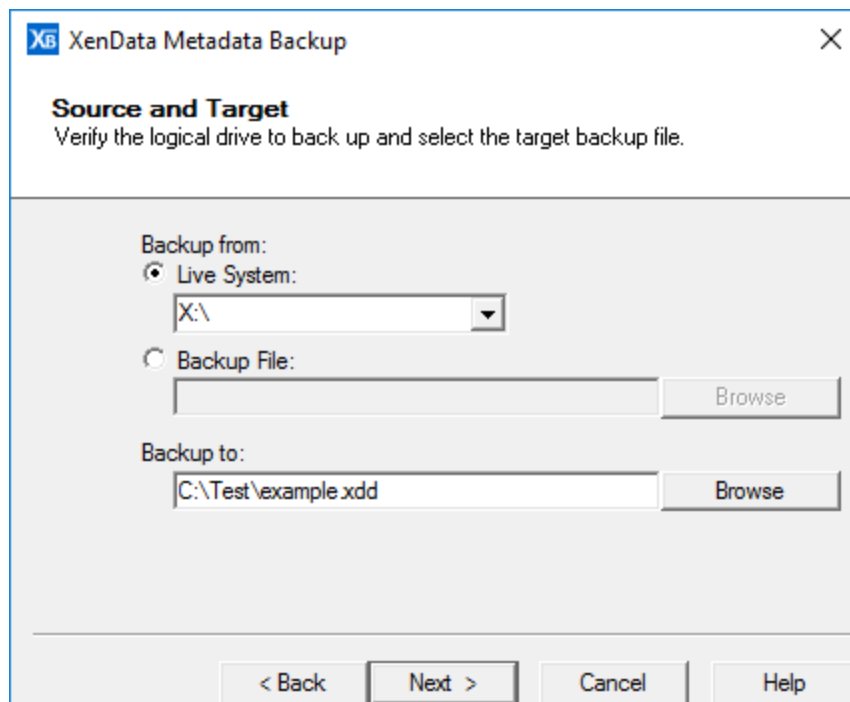 XB XenData Metadata Backup
Source and Target
Verify the logical drive to back up and select the target backup file.
Backup from:
Live System:
X:\
Backup File:
Browse
Backup to:
C:\Test\example.xdd
Browse
< Back Next > Cancel Help